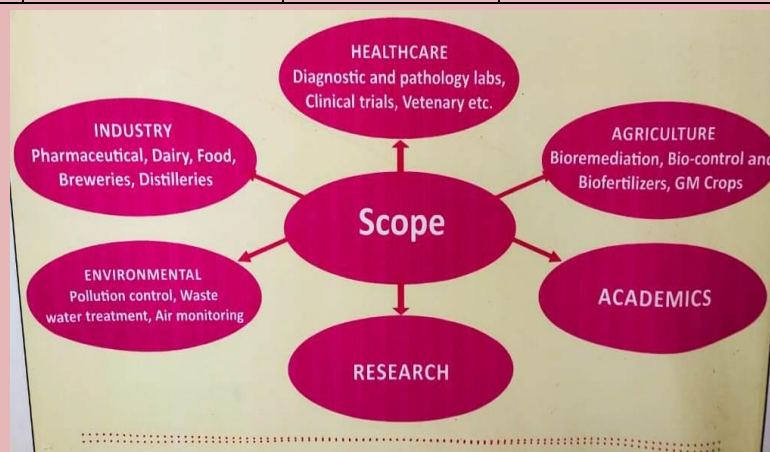 HEALTHCARE
Diagnostic and pathology labs,
Clinical trials, Vetenary etc.
INDUSTRY
Pharmaceutical, Dairy, Food,
Breweries, Distilleries
AGRICULTURE
Bioremediation, Bio-control and
Biofertilizers, GM Crops
Scope
ENVIRONMENTAL
Pollution control, Waste
water treatment, Air monitoring
ACADEMICS
RESEARCH